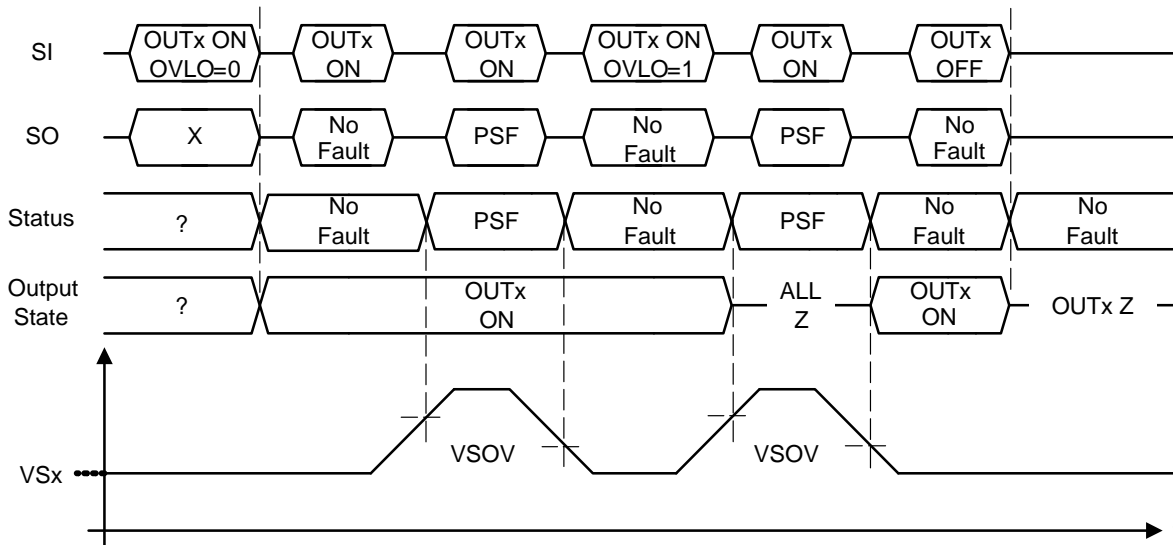 SI
OUTx ON
OVLO=0
OUTx
ON
OUTx
ON
OUTx ON
OVLO=1
OUTx
ON
OUTx
OFF
SO
X
No
Fault
PSF
No
Fault
PSF
No
Fault
Status
?
No
Fault
PSF
No
Fault
PSF
No
Fault
No
Fault
Output
State
?
OUTx
ON
ALL
Z
OUTx
ON
OUTx Z
VSOV
VSOV
VSx